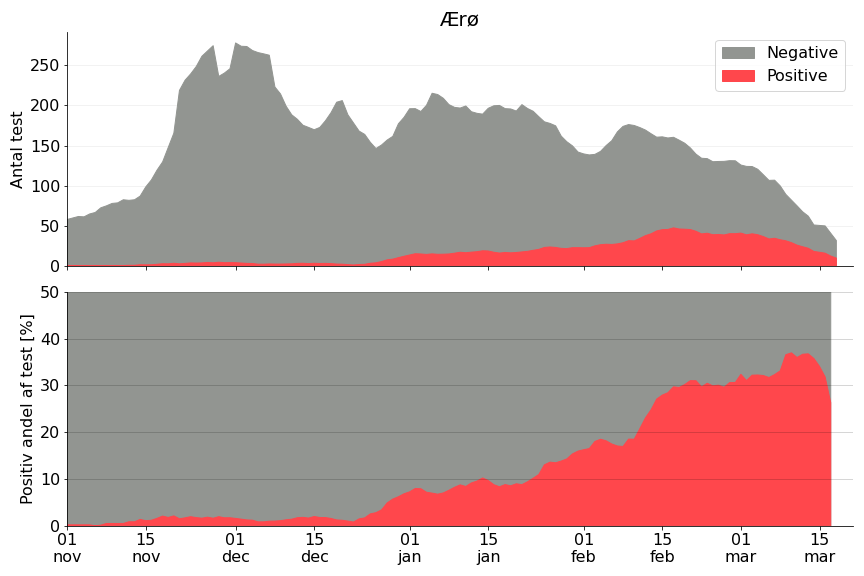 Ærø
Antal test
250
200
150
100
50
0
Negative
Positive
Positiv andel af test [%]
50
40
30
20
10
0
01 15 01 15 01 15 01 15 01 15
nov nov dec dec jan jan feb feb mar mar